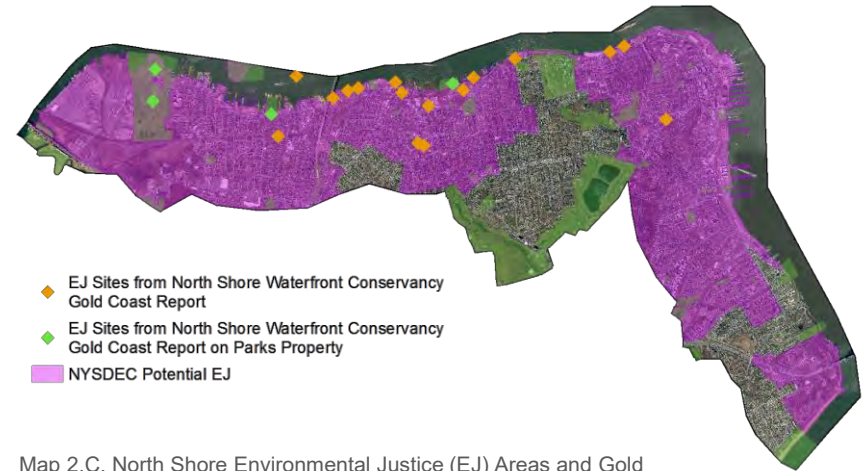 EJ Sites from North Shore Waterfront Conservancy
Gold Coast Report
EJ Sites from North Shore Waterfront Conservancy
Gold Coast Report on Parks Property
NYSDEC Potential EJ
Map 2.C. North Shore Environmental Justice (EJ) Areas and Gold